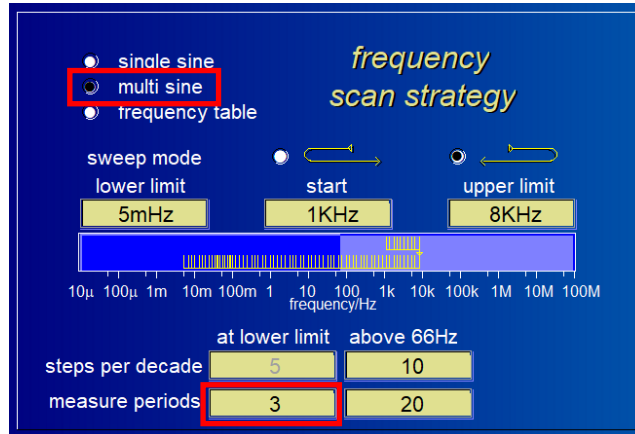 single sine
multi sine
frequency table
frequency
scan strategy
sweep mode
lower limit start upper limit
5mHz 1KHz 8KHz
10μ 100μ 1m 10m 100m 1 10 100 1k 10k 100k 1M 10M 100M
frequency/Hz
at lower limit above 66Hz
steps per decade 5 10
measure periods 3 20